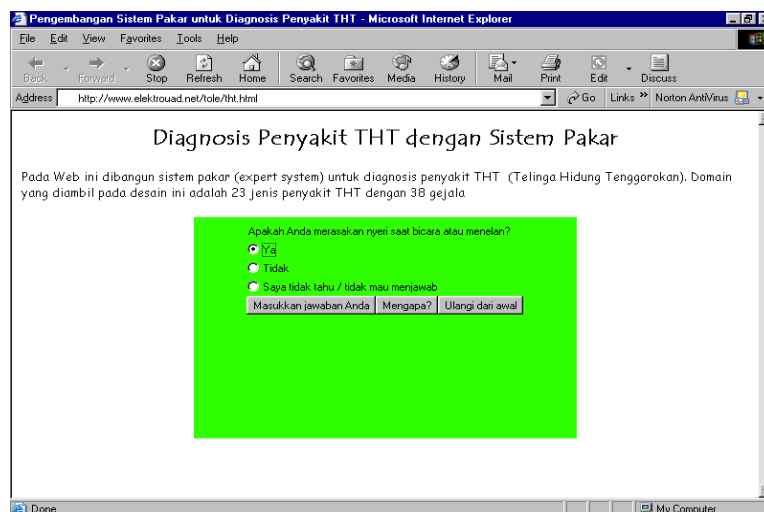 Pengembangan Sistem Pakar untuk Diagnosis Penyakit THT - Microsoft Internet Explorer
File Edit View Favorites Tools Help
Back Forward Stop Refresh Home Search Favorites Media History Mail Print Edit Discuss
Address http://www.elektrouad.net/tole/tht.html Go Links » Norton AntiVirus
Diagnosis Penyakit THT dengan Sistem Pakar
Pada Web ini dibangun sistem pakar (expert system) untuk diagnosis penyakit THT (Telinga Hidung Tenggorokan). Domain
yang diambil pada desain ini adalah 23 jenis penyakit THT dengan 38 gejala
Apakah Anda merasakan nyeri saat bicara atau menelan?
Ya
Tidak
Saya tidak tahu / tidak mau menjawab
Masukkan jawaban Anda Mengapa? Ulangi dari awal
Done My Computer